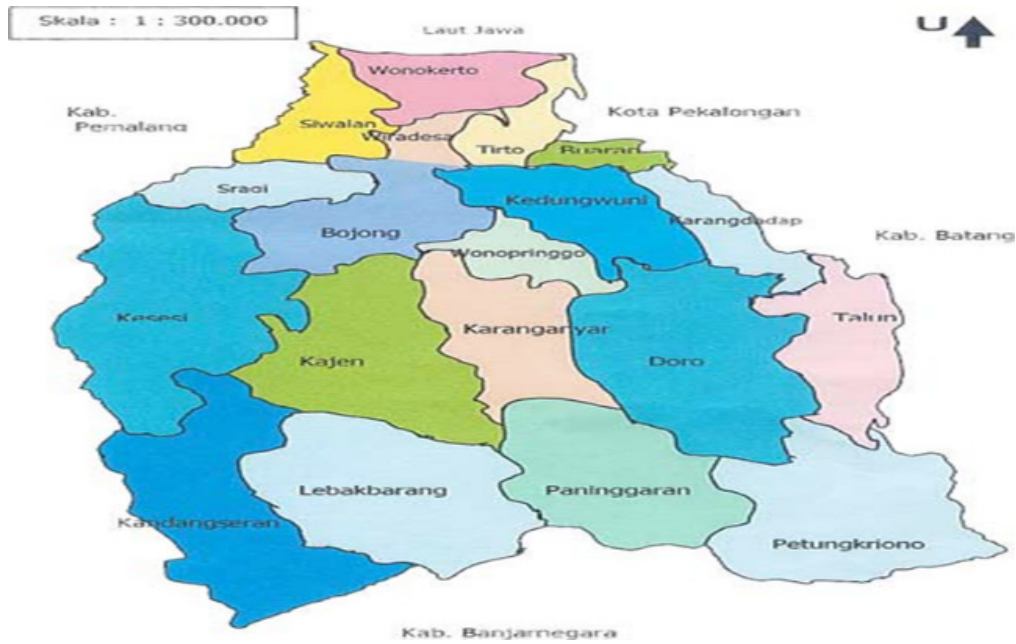 Skala : 1 : 300.000
U
Laut Jawa
Wonokerto
Kab.
Pemalang
Kota Pekalongan
Siwalan
Wiradesa
Tirto
Buaran
Sragi
Kedungwuni
Karangdadap
Bojong
Kab. Batang
Wonopringgo
Kesesi
Karanganyar
Talun
Kajen
Doro
Lebakbarang
Paninggaran
Kandangseran
Petungkriono
Kab. Banjarnegara